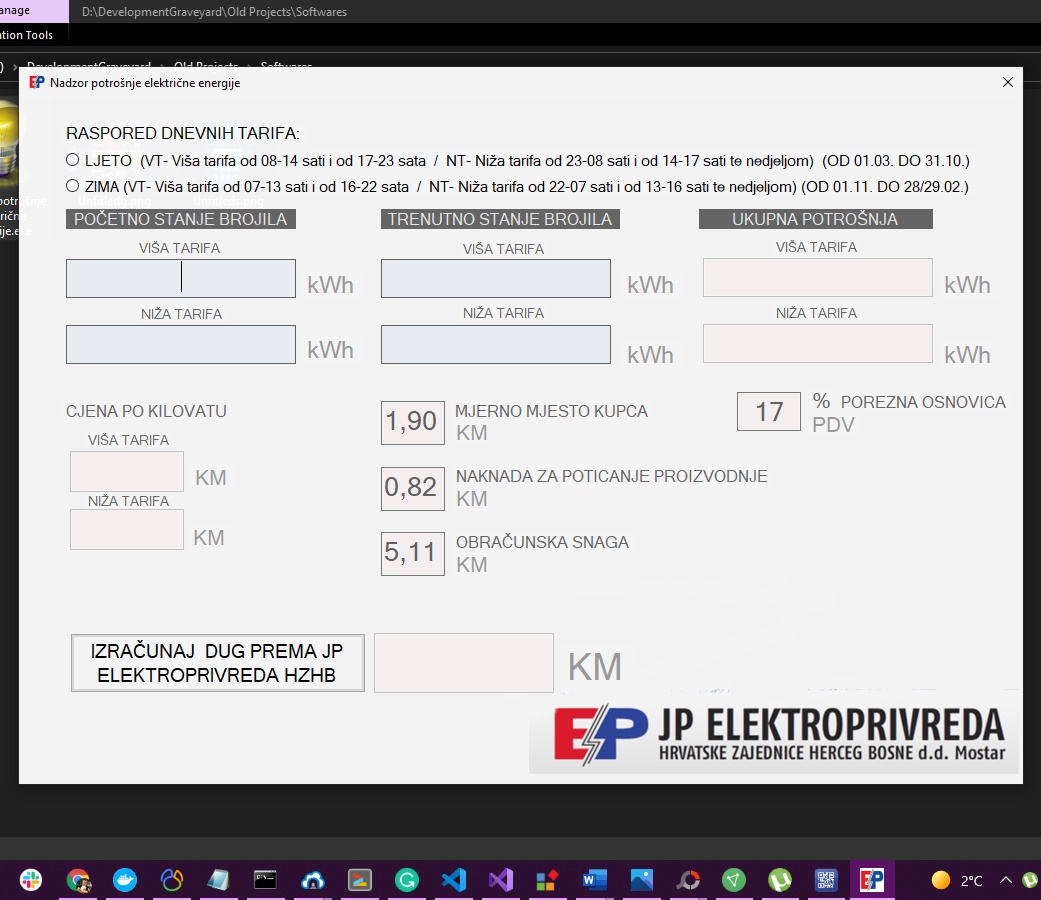 anage
D:\DevelopmentGraveyard\Old Projects\Softwares
tion Tools
DevelopmentGraveyard Old Projects Softwares
Nadzor potrošnje električne energije
RASPORED DNEVNIH TARIFA:
LJETO (VT- Viša tarifa od 08-14 sati i od 17-23 sata / NT- Niža tarifa od 23-08 sati i od 14-17 sati te nedjeljom) (OD 01.03. DO 31.10.)
ZIMA (VT- Viša tarifa od 07-13 sati i od 16-22 sata / NT- Niža tarifa od 22-07 sati i od 13-16 sati te nedjeljom) (OD 01.11. DO 28/29.02.)
POČETNO STANJE BROJILA TRENUTNO STANJE BROJILA UKUPNA POTROŠNJA
VIŠA TARIFA VIŠA TARIFA VIŠA TARIFA
kWh kWh kWh
NIŽA TARIFA NIŽA TARIFA NIŽA TARIFA
kWh kWh kWh
CJENA PO KILOVATU
VIŠA TARIFA
KM
NIŽA TARIFA
KM
1,90 MJERNO MJESTO KUPCA
KM
0,82 NAKNADA ZA POTICANJE PROIZVODNJE
KM
5,11 OBRAČUNSKA SNAGA
KM
17 % POREZNA OSNOVICA
PDV
IZRAČUNAJ DUG PREMA JP
ELEKTROPRIVREDA HZHB
KM
EP JP ELEKTROPRIVREDA
HRVATSKE ZAJEDNICE HERCEG BOSNE d.d. Mostar
2°C